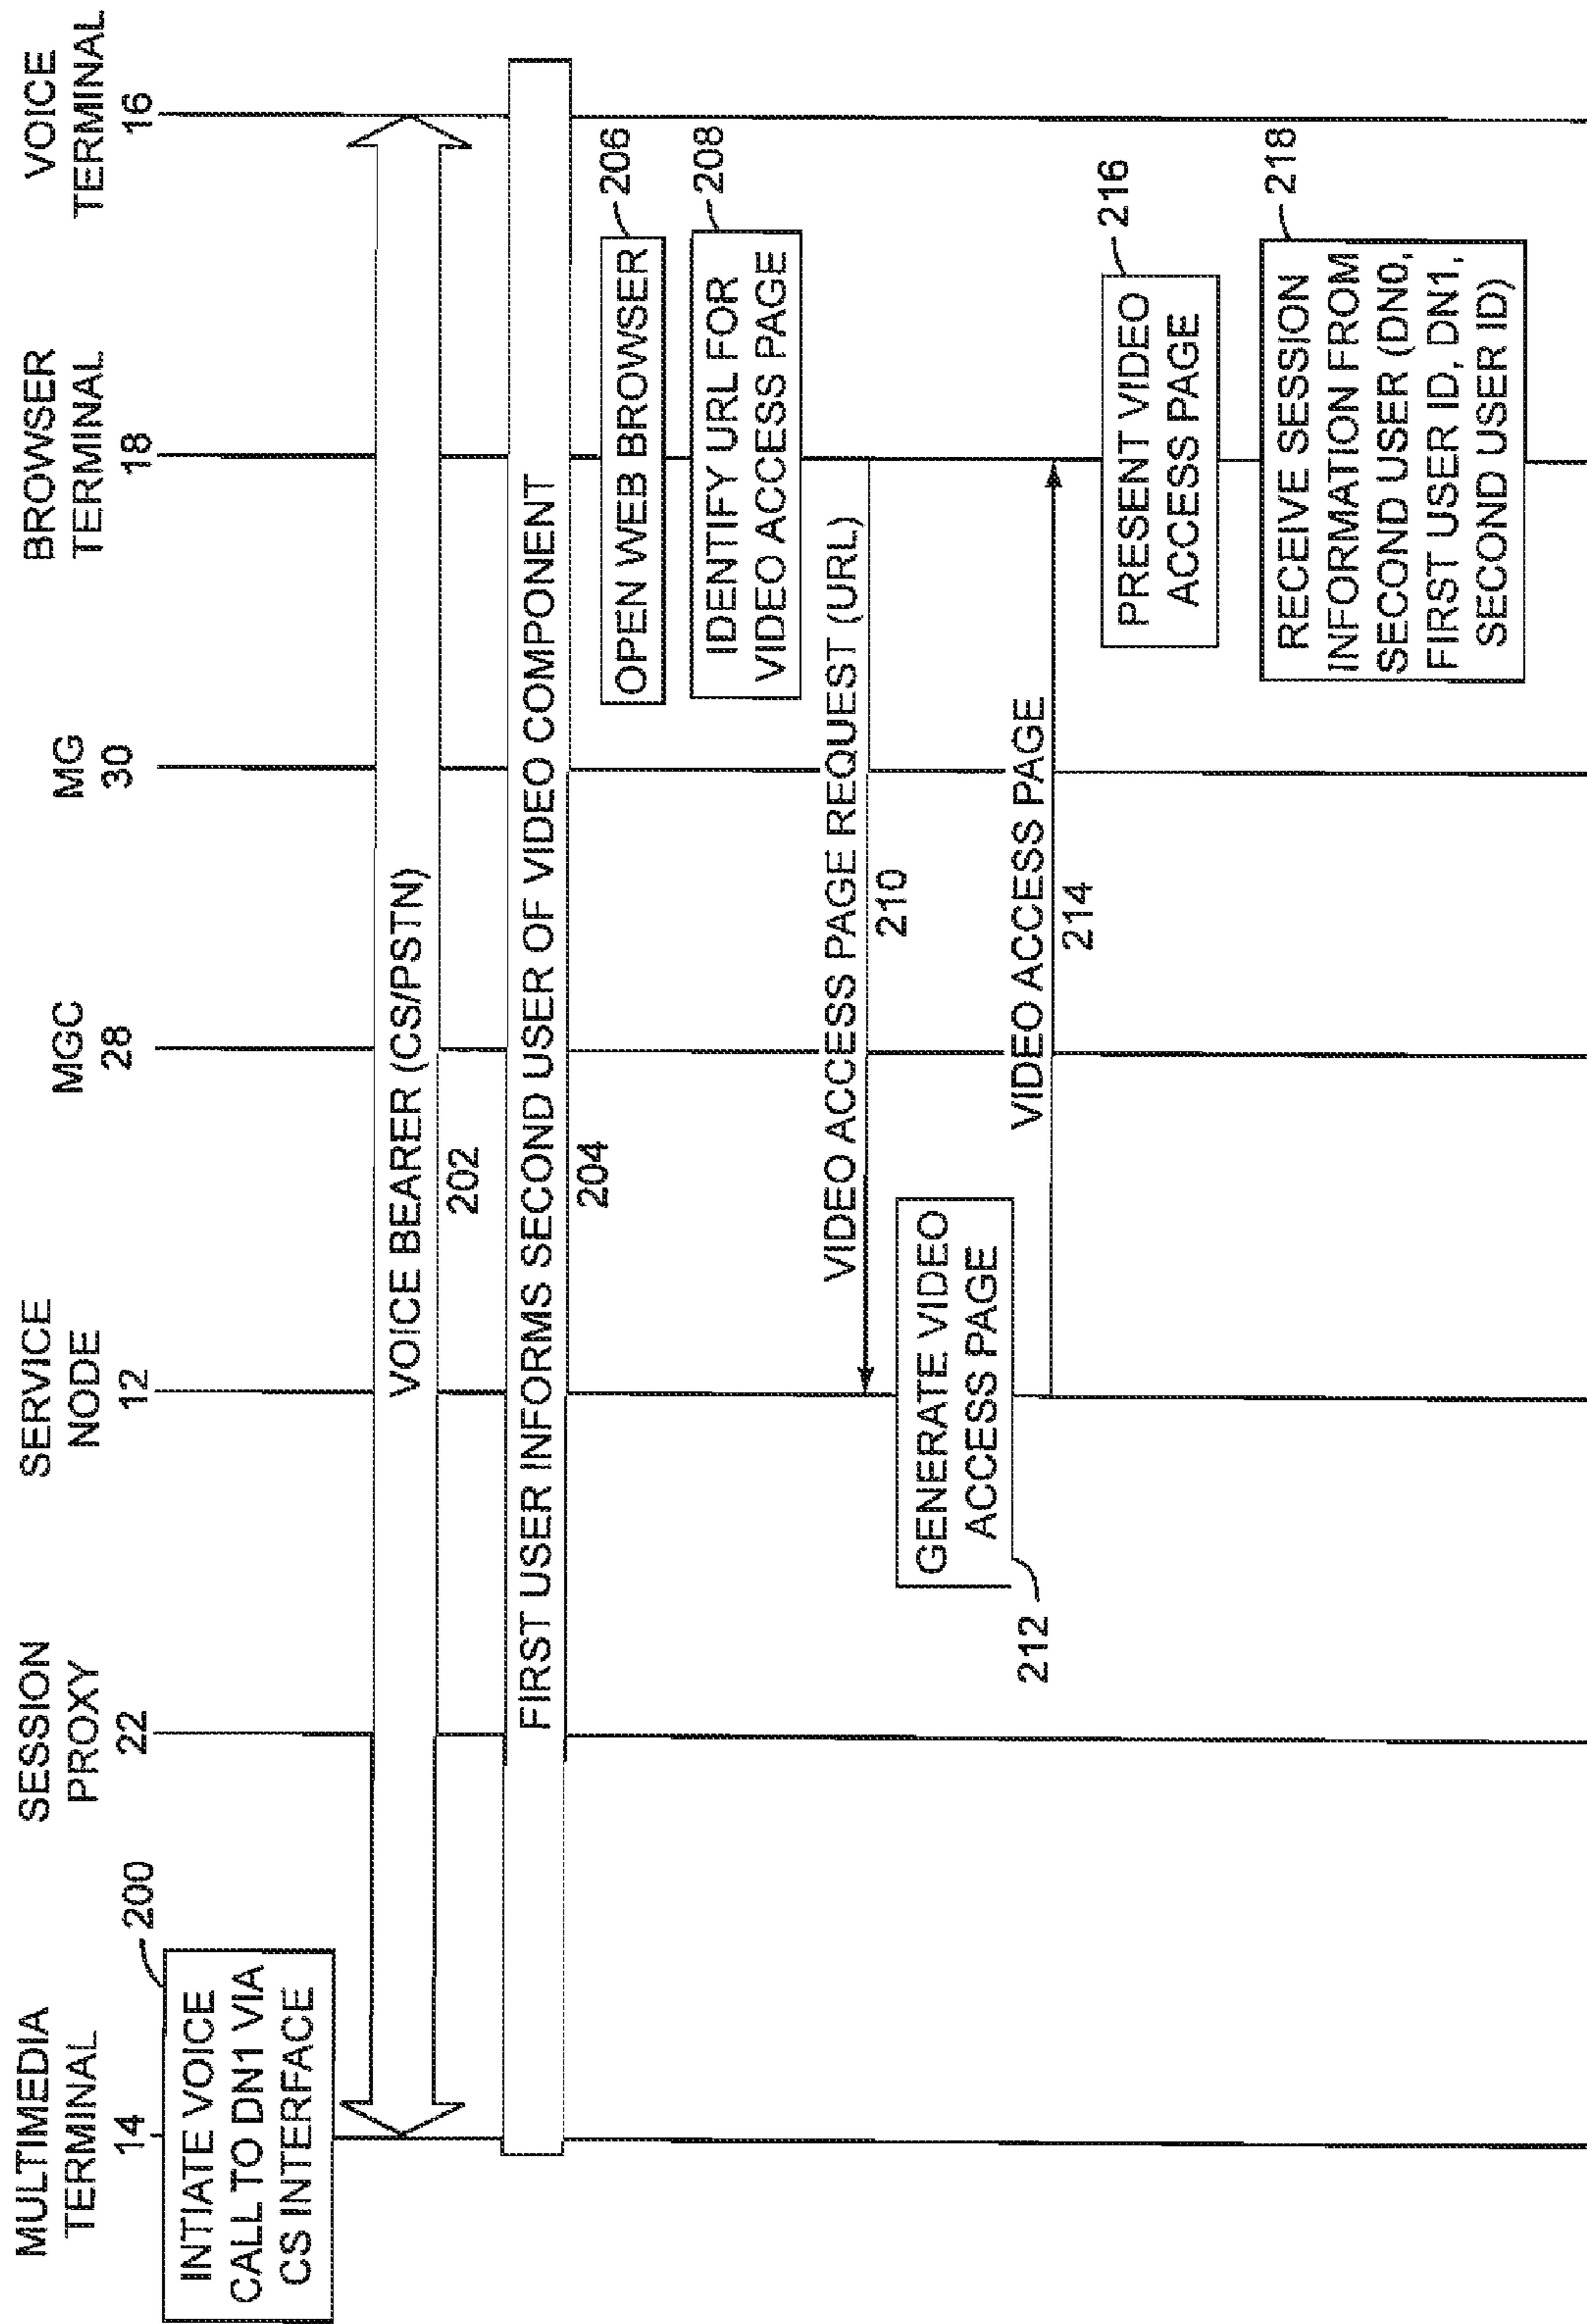 MULTIMEDIA
TERMINAL
14
SESSION
PROXY
22
SERVICE
NODE
12
MGC
28
MG
30
BROWSER
TERMINAL
18
VOICE
TERMINAL
16
200
INTIATE VOICE
CALL TO DN1 VIA
CS INTERFACE
VOICE BEARER (CS/PSTN)
202
FIRST USER INFORMS SECOND USER OF VIDEO COMPONENT
204
OPEN WEB BROWSER
206
IDENTIFY URL FOR
VIDEO ACCESS PAGE
208
VIDEO ACCESS PAGE REQUEST (URL)
210
GENERATE VIDEO
ACCESS PAGE
212
VIDEO ACCESS PAGE
214
PRESENT VIDEO
ACCESS PAGE
216
RECEIVE SESSION
INFORMATION FROM
SECOND USER (DN0,
FIRST USER ID, DN1,
SECOND USER ID)
218